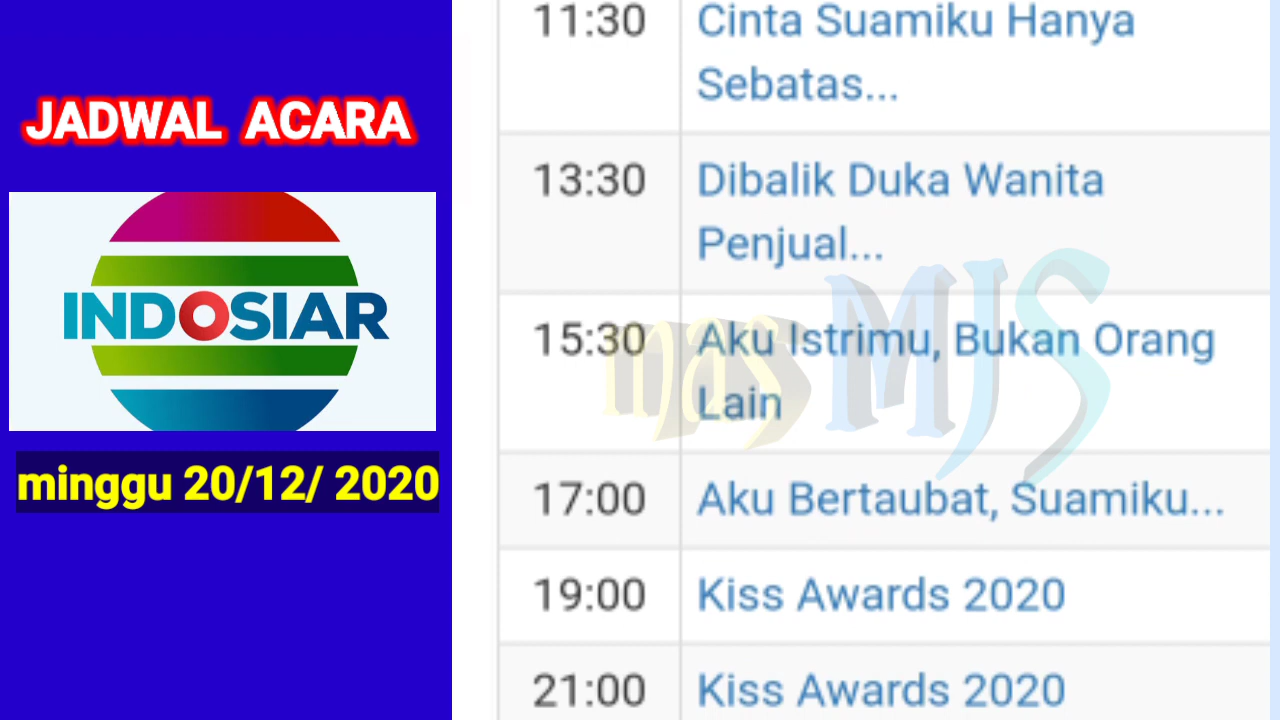 JADWAL ACARA
INDOSIAR
minggu 20/12/ 2020
11:30 Cinta Suamiku Hanya
Sebatas...
13:30 Dibalik Duka Wanita
Penjual...
15:30 Aku Istrimu, Bukan Orang
Lain
mas MJS
17:00 Aku Bertaubat, Suamiku...
19:00 Kiss Awards 2020
21:00 Kiss Awards 2020